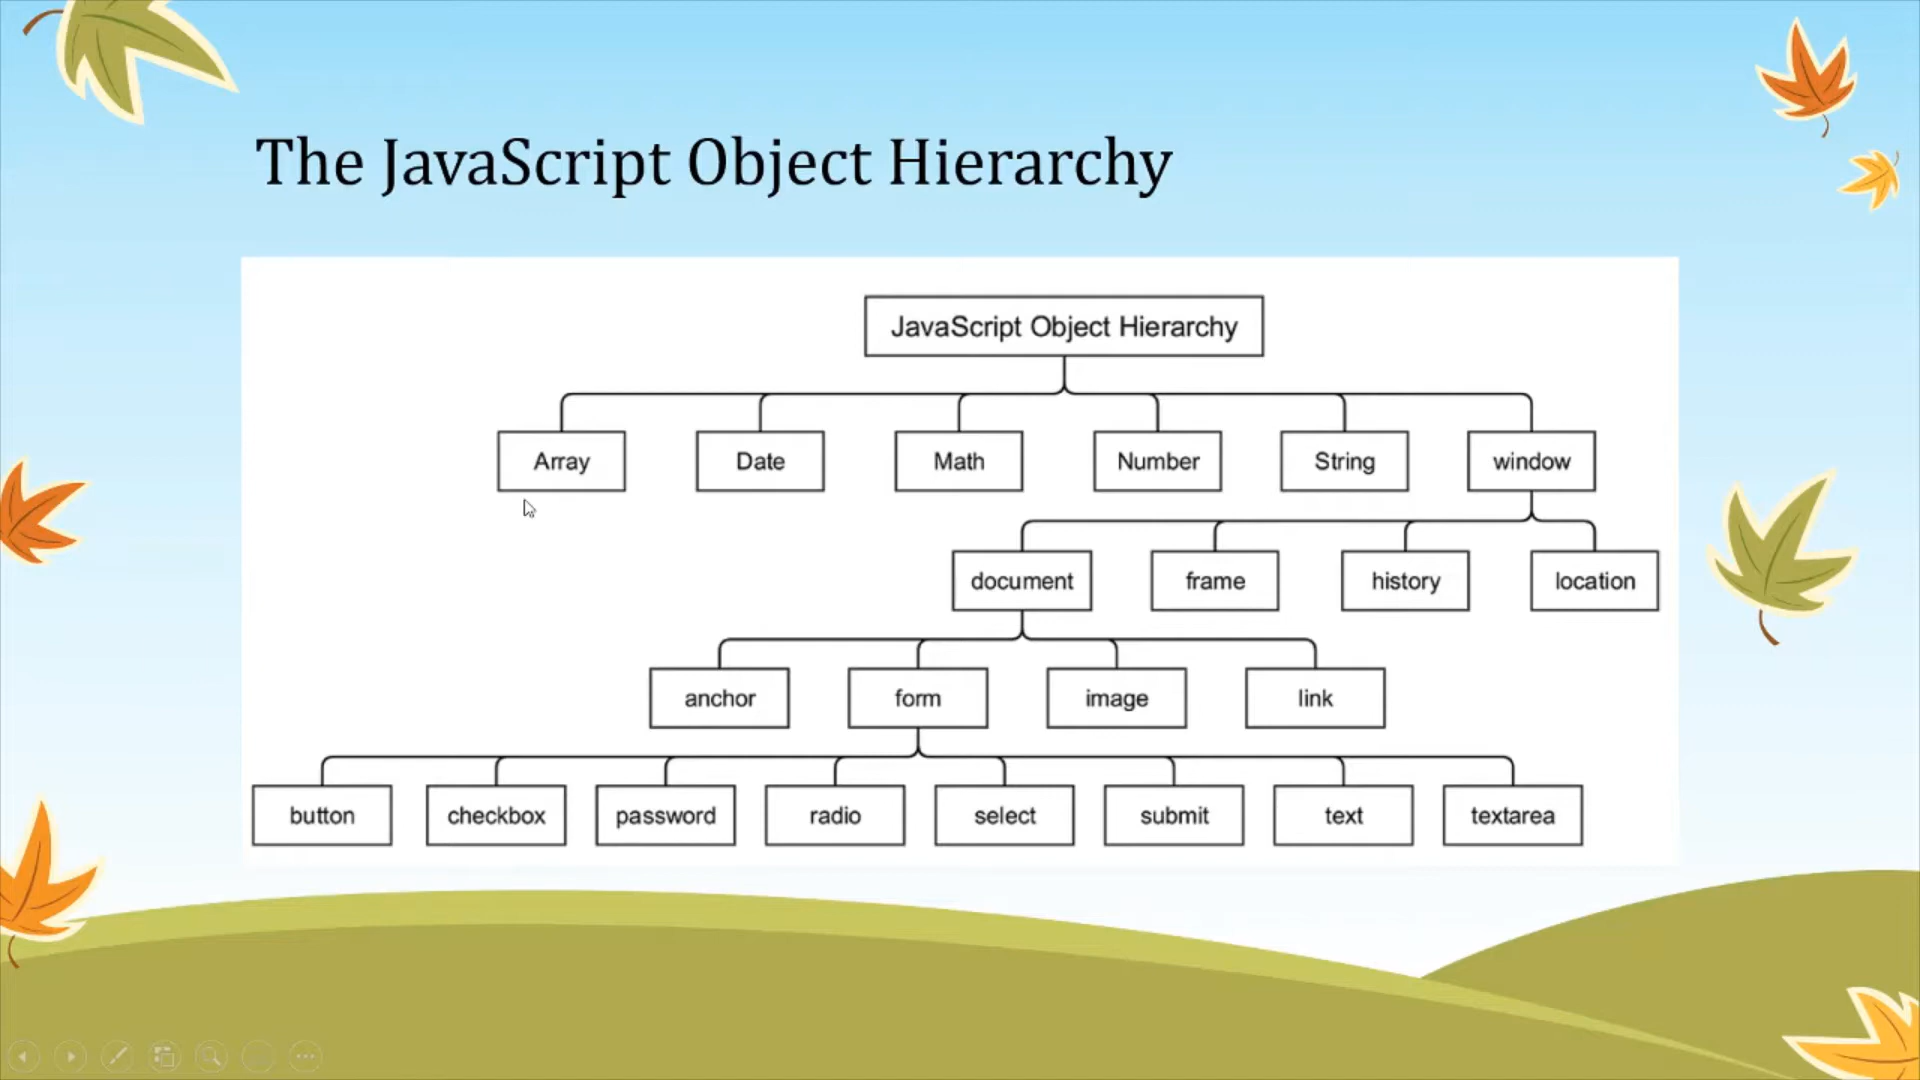 The JavaScript Object Hierarchy
JavaScript Object Hierarchy
Array Date Math Number String window
document frame history location
anchor form image link
button checkbox password radio select submit text textarea